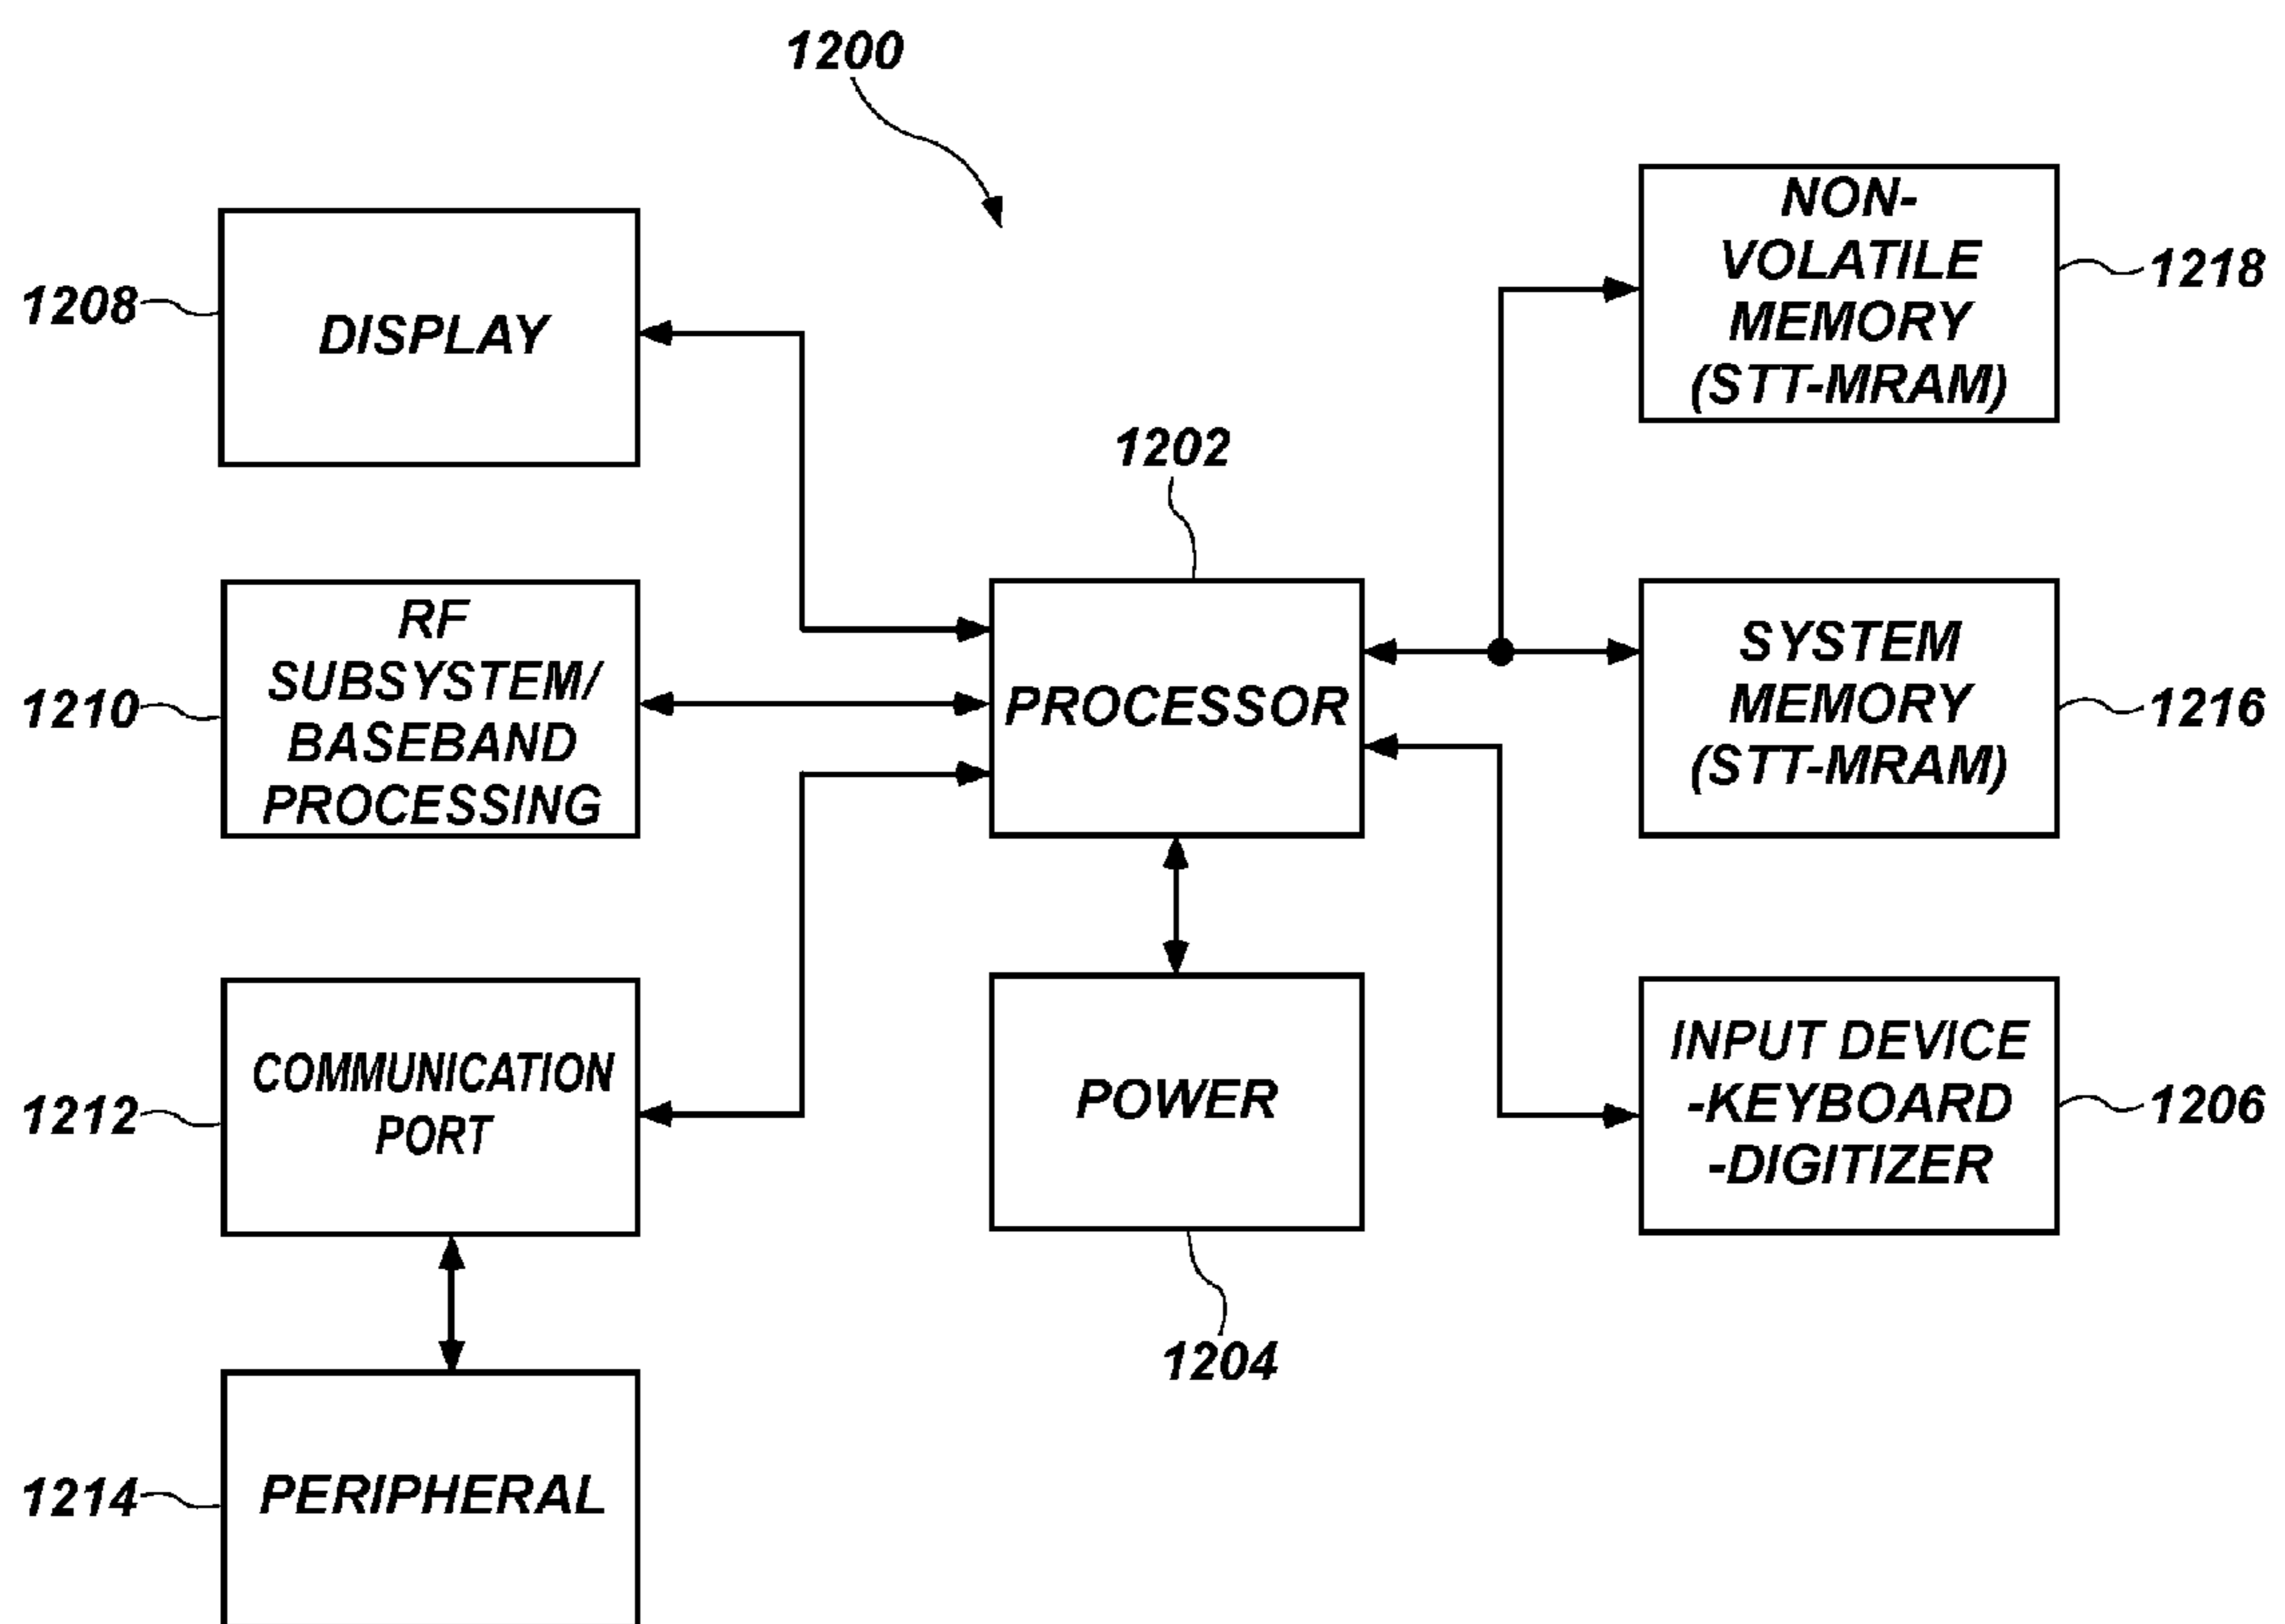 1200
1208
DISPLAY
NON-
VOLATILE
MEMORY
(STT-MRAM)
1218
1202
1210
RF
SUBSYSTEM/
BASEBAND
PROCESSING
PROCESSOR
SYSTEM
MEMORY
(STT-MRAM)
1216
1212
COMMUNICATION
PORT
POWER
1204
INPUT DEVICE
-KEYBOARD
-DIGITIZER
1206
1214
PERIPHERAL